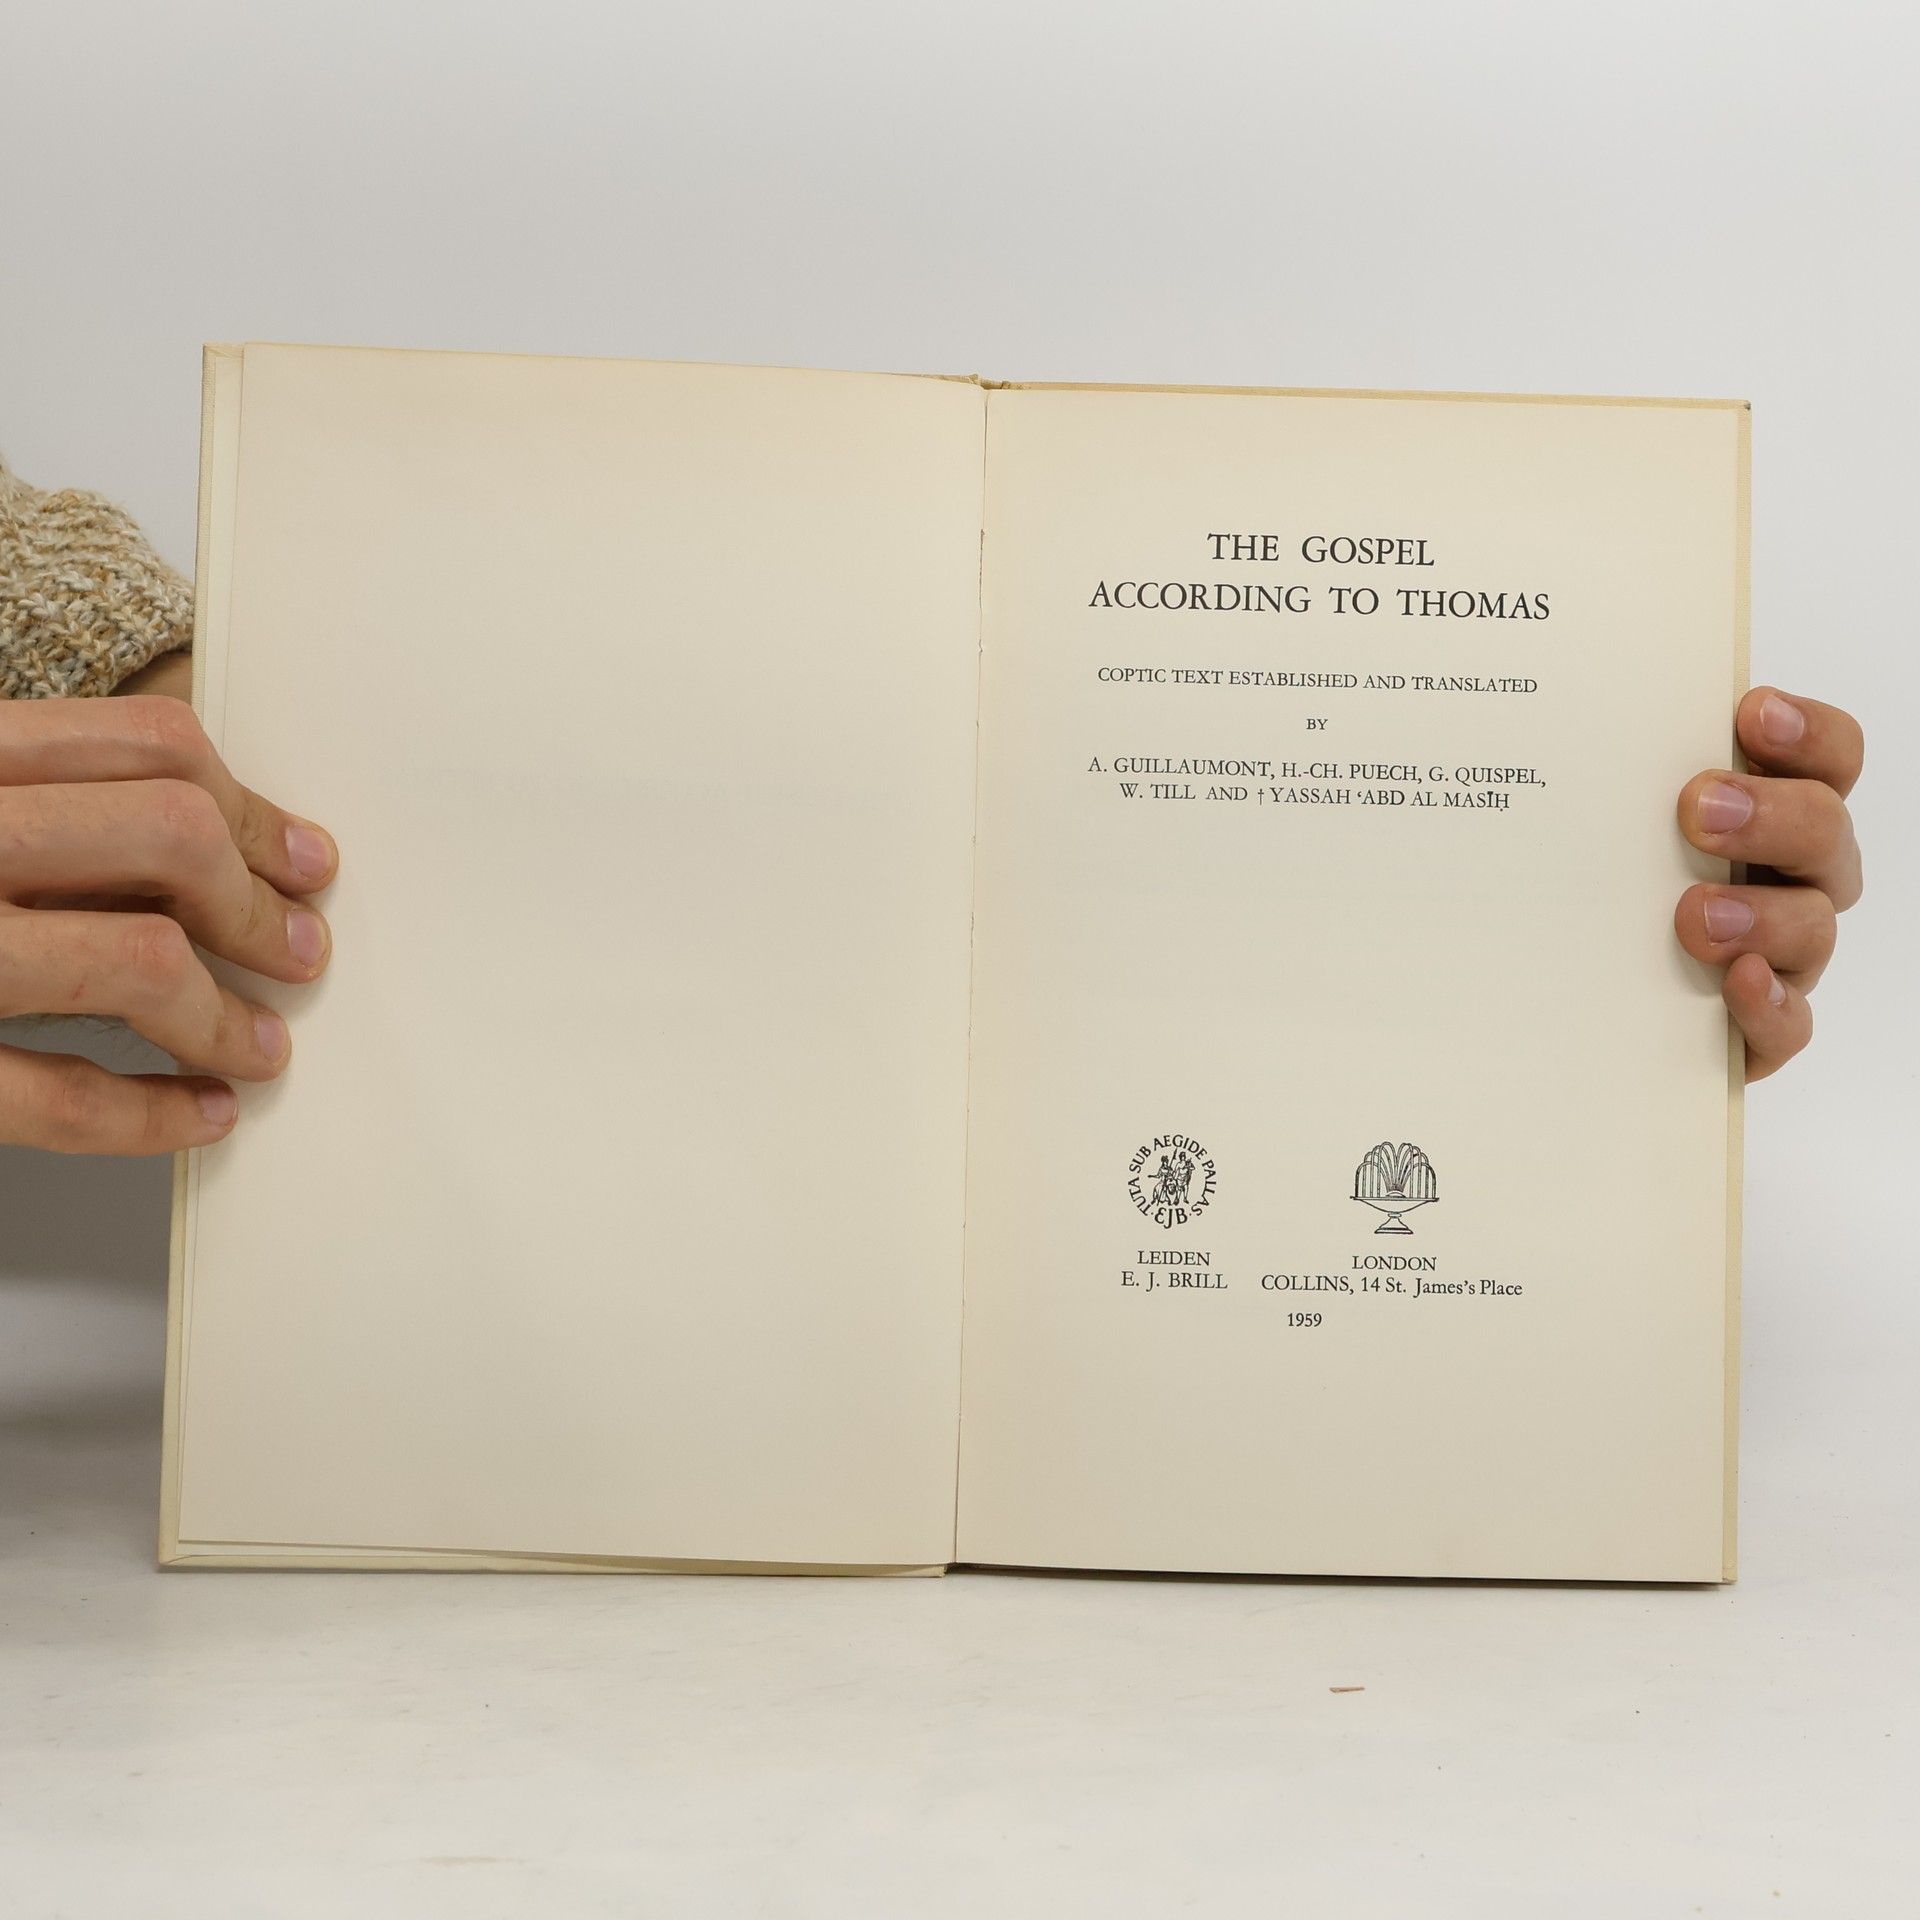 THE GOSPEL
ACCORDING TO THOMAS
COPTIC TEXT ESTABLISHED AND TRANSLATED
BY
A. GUILLAUMONT, H.-CH. PUECH, G. QUISPEL,
W. TILL AND † YASSAH ‘ABD AL MASĪḤ
TUTA SUB AEGIDE PALLAS
EJB
LEIDEN
E. J. BRILL
LONDON
COLLINS, 14 St. James's Place
1959